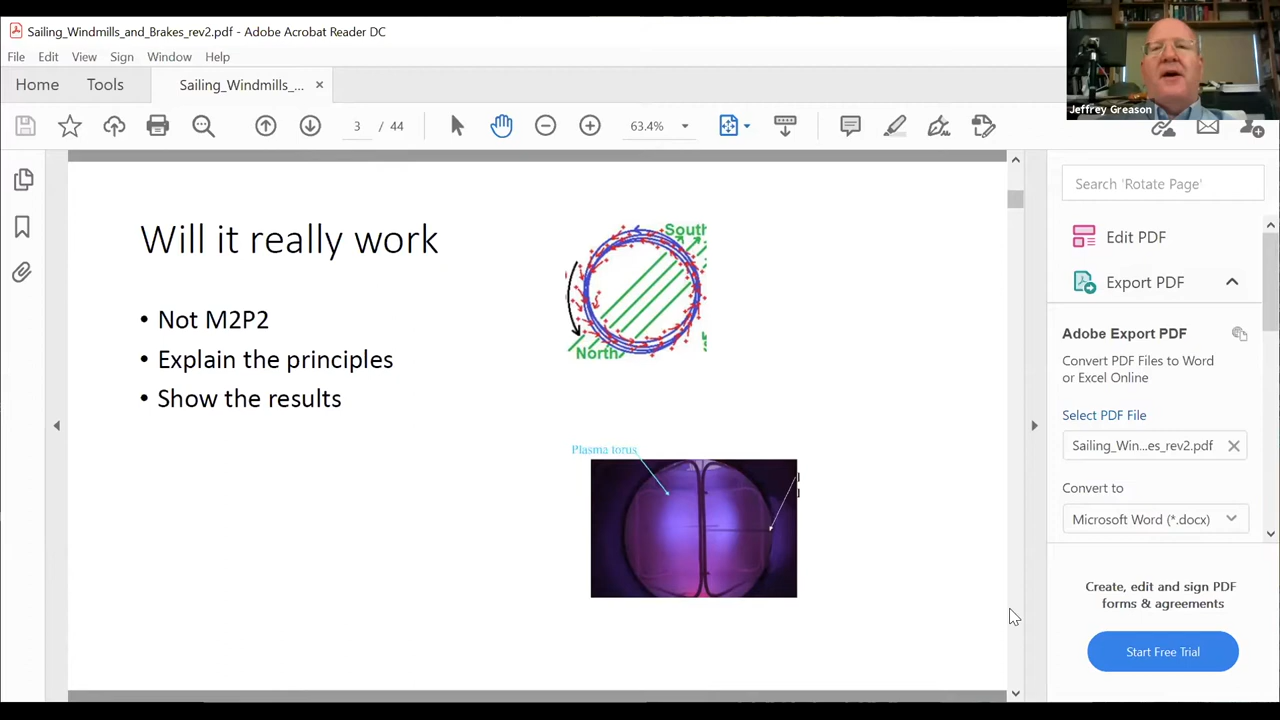 Sailing_Windmills_and_Brakes_rev2.pdf - Adobe Acrobat Reader DC
File Edit View Sign Window Help
Home Tools Sailing_Windmills_... ×
3 / 44 63.4%
Jeffrey Greason
Will it really work
• Not M2P2
• Explain the principles
• Show the results
South
North
Plasma torus
Search 'Rotate Page'
Edit PDF
Export PDF
Adobe Export PDF
Convert PDF Files to Word
or Excel Online
Select PDF File
Sailing_Win...es_rev2.pdf
Convert to
Microsoft Word (*.docx)
Create, edit and sign PDF
forms & agreements
Start Free Trial